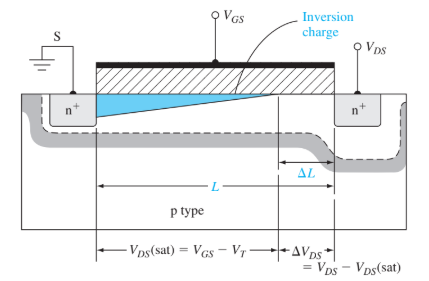 V_GS
Inversion
charge
S
V_DS
n+
n+
ΔL
L
p type
V_DS(sat) = V_GS − V_T
ΔV_DS
= V_DS − V_DS(sat)